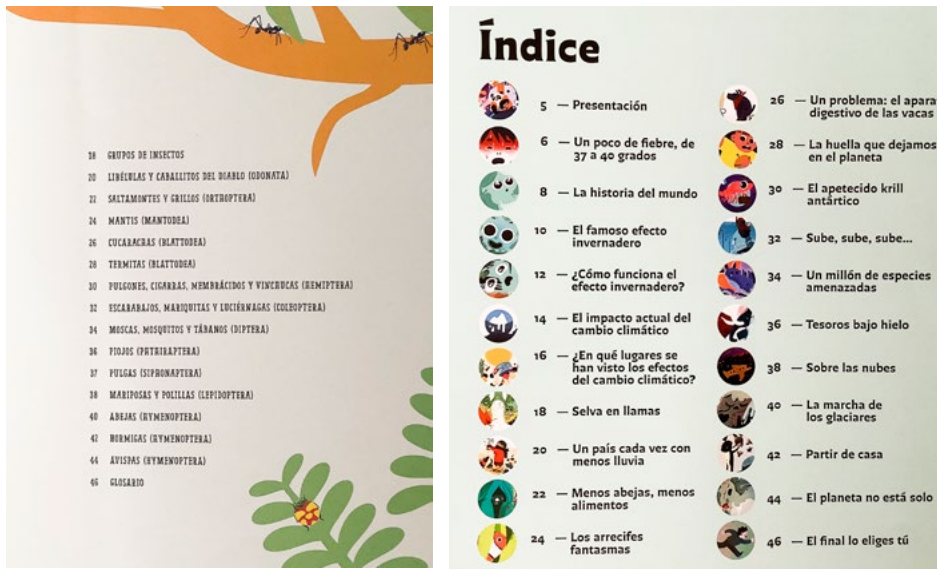 18 GRUPOS DE INSECTOS
20 LIBÉLULAS Y CABALLITOS DEL DIABLO (ODONATA)
22 SALTAMONTES Y GRILLOS (ORTHOPTERA)
24 MANTIS (MANTODEA)
26 CUCARACHAS (BLATTODEA)
28 TERMITAS (BLATTODEA)
30 PULGONES, CIGARRAS, MEMBRÁCIDOS Y VINCHUCAS (HEMIPTERA)
32 ESCARABAJOS, MARIQUITAS Y LUCIÉRNAGAS (COLEOPTERA)
34 MOSCAS, MOSQUITOS Y TÁBANOS (DIPTERA)
36 PIOJOS (PHTHIRAPTERA)
37 PULGAS (SIPHONAPTERA)
38 MARIPOSAS Y POLILLAS (LEPIDOPTERA)
40 ABEJAS (HYMENOPTERA)
42 HORMIGAS (HYMENOPTERA)
44 AVISPAS (HYMENOPTERA)
46 GLOSARIO
Índice
5 — Presentación
6 — Un poco de fiebre, de
37 a 40 grados
8 — La historia del mundo
10 — El famoso efecto
invernadero
12 — ¿Cómo funciona el
efecto invernadero?
14 — El impacto actual del
cambio climático
16 — ¿En qué lugares se
han visto los efectos
del cambio climático?
18 — Selva en llamas
20 — Un país cada vez con
menos lluvia
22 — Menos abejas, menos
alimentos
24 — Los arrecifes
fantasmas
26 — Un problema: el apara
digestivo de las vacas
28 — La huella que dejamos
en el planeta
30 — El apetecido krill
antártico
32 — Sube, sube, sube...
34 — Un millón de especies
amenazadas
36 — Tesoros bajo hielo
38 — Sobre las nubes
40 — La marcha de
los glaciares
42 — Partir de casa
44 — El planeta no está solo
46 — El final lo eliges tú